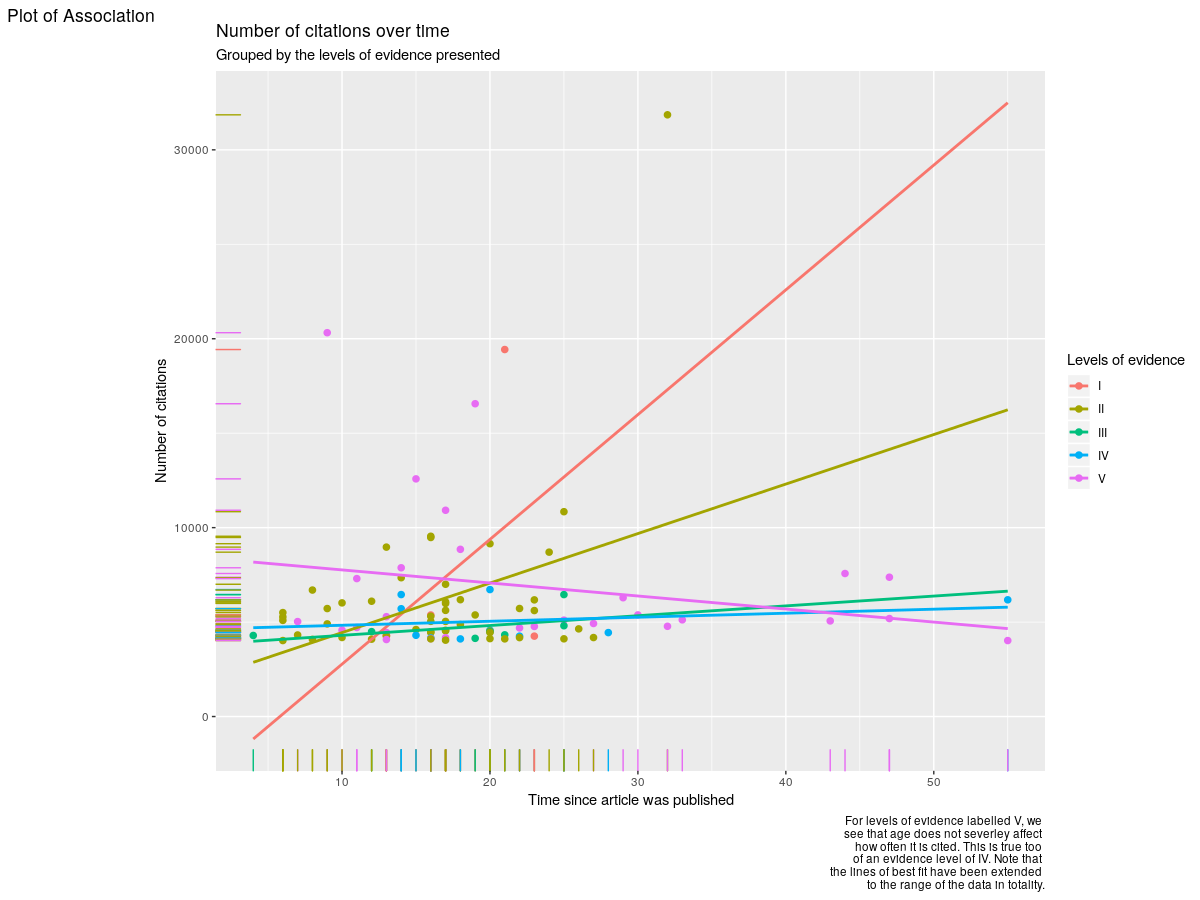 Plot of Association
Number of citations over time
Grouped by the levels of evidence presented
30000
20000
10000
0
Number of citations
10
20
30
40
50
Time since article was published
Levels of evidence
I
II
III
IV
V
For levels of evidence labelled V, we
see that age does not severley affect
how often it is cited. This is true too
of an evidence level of IV. Note that
the lines of best fit have been extended
to the range of the data in totality.